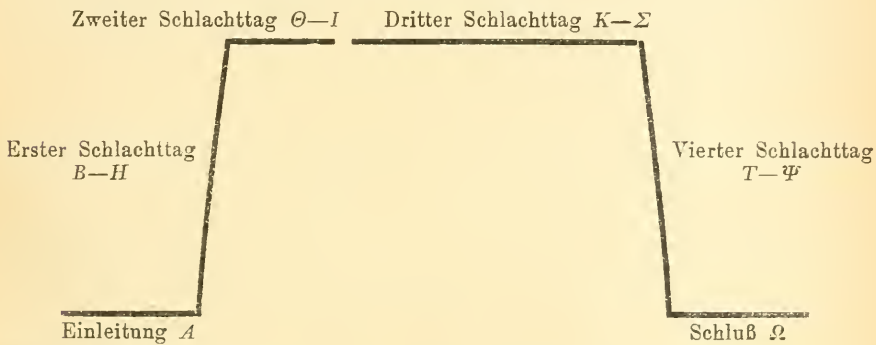 Zweiter Schlachttag Θ—I
Dritter Schlachttag K—Σ
Erster Schlachttag
B—H
Vierter Schlachttag
T—Ψ
Einleitung A
Schluß Ω